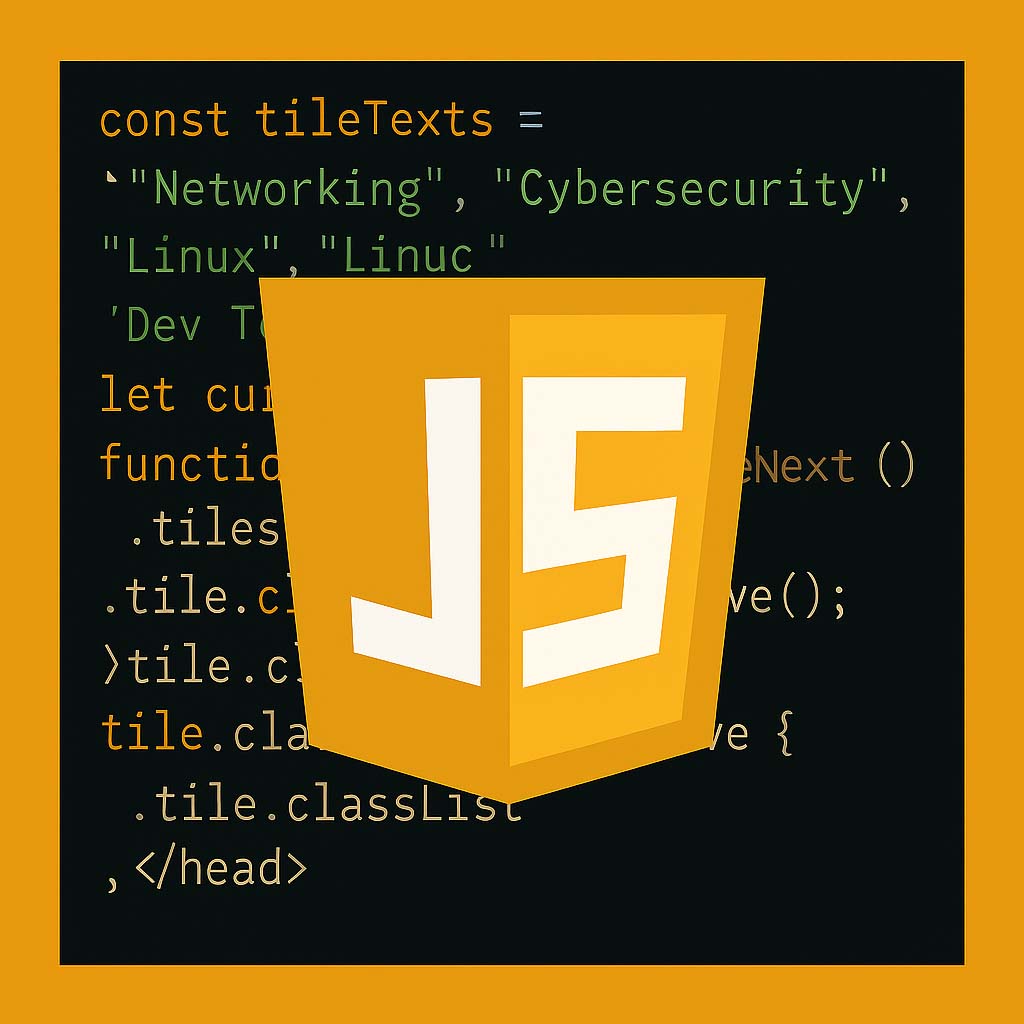 const tileTexts =
`"Networking", "Cybersecurity",
"Linux", "Linuc"
'Dev
let
eNext ()
.tiles
.tile. ve();
}tile.
tile. ve {
.tile.classList
,</head>
JS